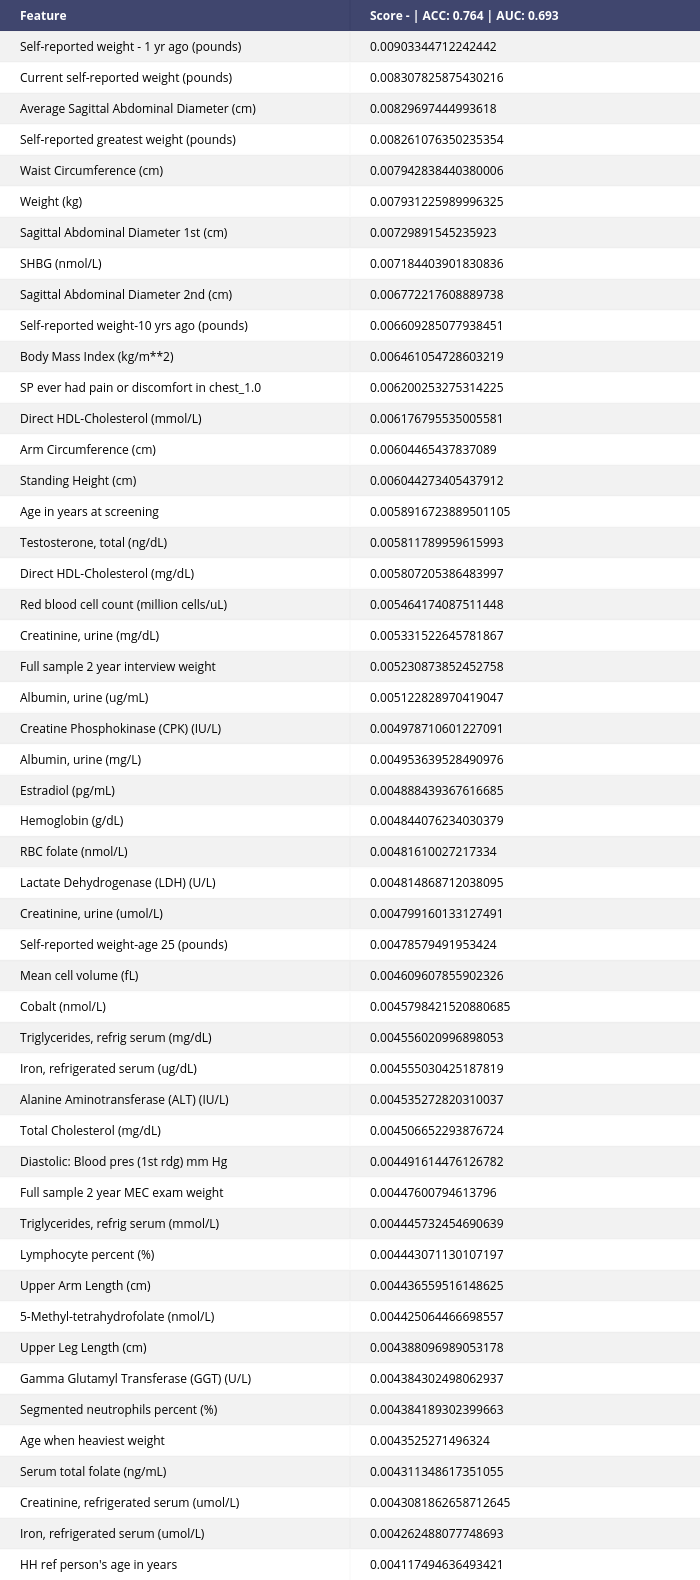 Feature Score - | ACC: 0.764 | AUC: 0.693
Self-reported weight - 1 yr ago (pounds) 0.00903344712242442
Current self-reported weight (pounds) 0.008307825875430216
Average Sagittal Abdominal Diameter (cm) 0.00829697444993618
Self-reported greatest weight (pounds) 0.008261076350235354
Waist Circumference (cm) 0.007942838440380006
Weight (kg) 0.007931225989996325
Sagittal Abdominal Diameter 1st (cm) 0.00729891545235923
SHBG (nmol/L) 0.007184403901830836
Sagittal Abdominal Diameter 2nd (cm) 0.006772217608889738
Self-reported weight-10 yrs ago (pounds) 0.006609285077938451
Body Mass Index (kg/m**2) 0.006461054728603219
SP ever had pain or discomfort in chest_1.0 0.006200253275314225
Direct HDL-Cholesterol (mmol/L) 0.006176795535005581
Arm Circumference (cm) 0.00604465437837089
Standing Height (cm) 0.006044273405437912
Age in years at screening 0.0058916723889501105
Testosterone, total (ng/dL) 0.005811789959615993
Direct HDL-Cholesterol (mg/dL) 0.005807205386483997
Red blood cell count (million cells/uL) 0.005464174087511448
Creatinine, urine (mg/dL) 0.005331522645781867
Full sample 2 year interview weight 0.005230873852452758
Albumin, urine (ug/mL) 0.005122828970419047
Creatine Phosphokinase (CPK) (IU/L) 0.004978710601227091
Albumin, urine (mg/L) 0.004953639528490976
Estradiol (pg/mL) 0.004888439367616685
Hemoglobin (g/dL) 0.004844076234030379
RBC folate (nmol/L) 0.00481610027217334
Lactate Dehydrogenase (LDH) (U/L) 0.004814868712038095
Creatinine, urine (umol/L) 0.004799160133127491
Self-reported weight-age 25 (pounds) 0.00478579491953424
Mean cell volume (fL) 0.004609607855902326
Cobalt (nmol/L) 0.0045798421520880685
Triglycerides, refrig serum (mg/dL) 0.004556020996898053
Iron, refrigerated serum (ug/dL) 0.004555030425187819
Alanine Aminotransferase (ALT) (IU/L) 0.004535272820310037
Total Cholesterol (mg/dL) 0.004506652293876724
Diastolic: Blood pres (1st rdg) mm Hg 0.004491614476126782
Full sample 2 year MEC exam weight 0.00447600794613796
Triglycerides, refrig serum (mmol/L) 0.004445732454690639
Lymphocyte percent (%) 0.004443071130107197
Upper Arm Length (cm) 0.004436559516148625
5-Methyl-tetrahydrofolate (nmol/L) 0.004425064466698557
Upper Leg Length (cm) 0.004388096989053178
Gamma Glutamyl Transferase (GGT) (U/L) 0.004384302498062937
Segmented neutrophils percent (%) 0.004384189302399663
Age when heaviest weight 0.0043525271496324
Serum total folate (ng/mL) 0.004311348617351055
Creatinine, refrigerated serum (umol/L) 0.0043081862658712645
Iron, refrigerated serum (umol/L) 0.004262488077748693
HH ref person's age in years 0.004117494636493421